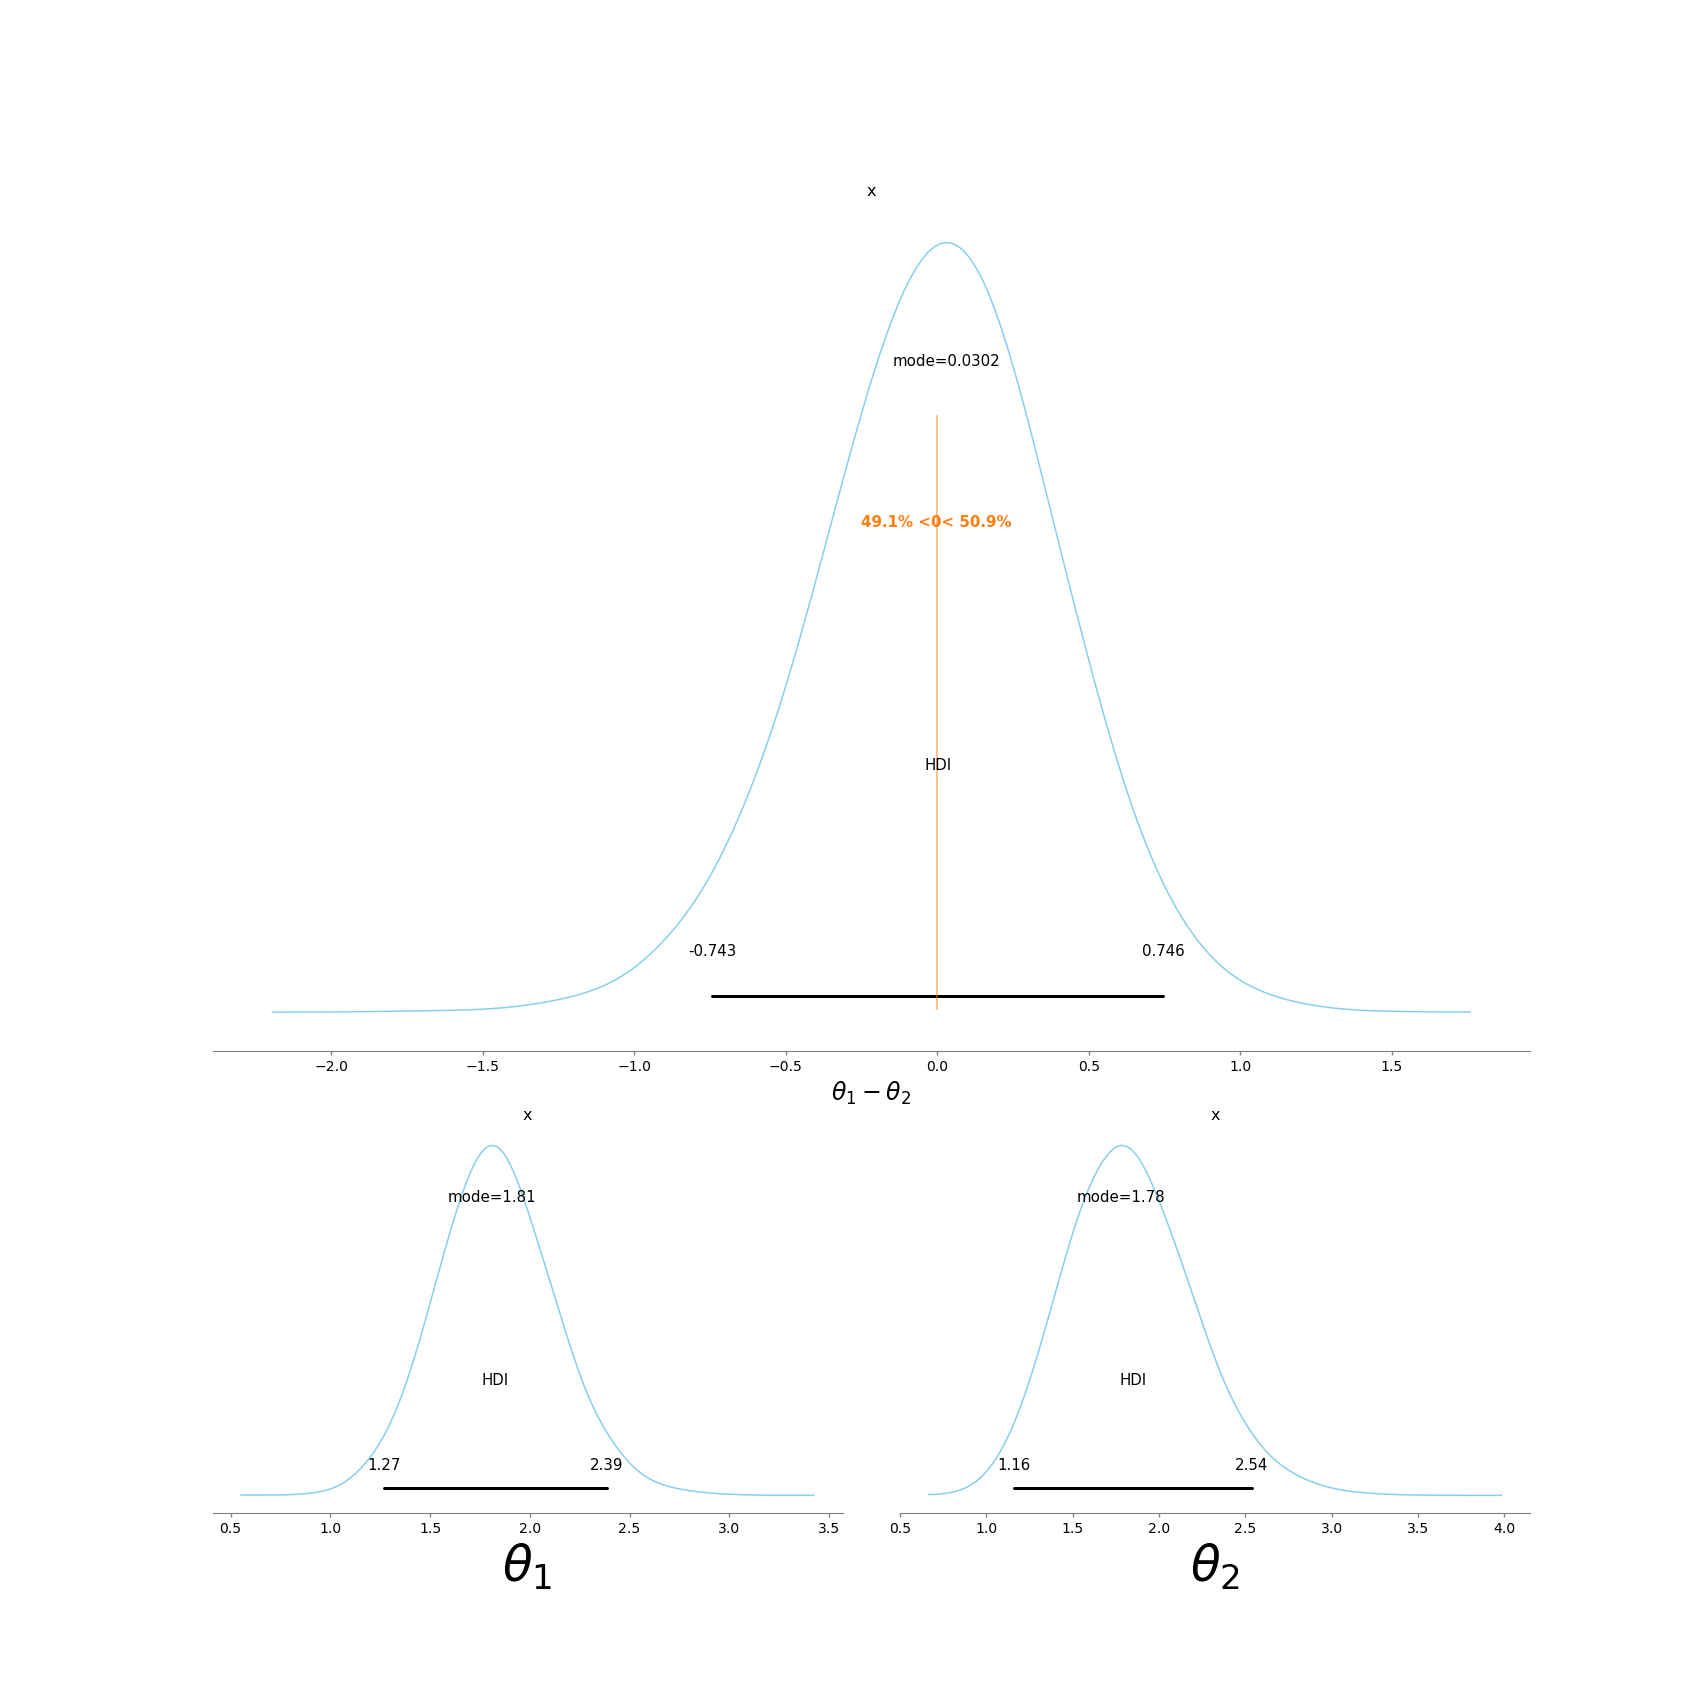 x
mode=0.0302
49.1% <0< 50.9%
HDI
-0.743 0.746
−2.0 −1.5 −1.0 −0.5 0.0 0.5 1.0 1.5
θ₁ − θ₂
x x
mode=1.81 mode=1.78
HDI HDI
1.27 2.39 1.16 2.54
0.5 1.0 1.5 2.0 2.5 3.0 3.5 0.5 1.0 1.5 2.0 2.5 3.0 3.5 4.0
θ₁ θ₂